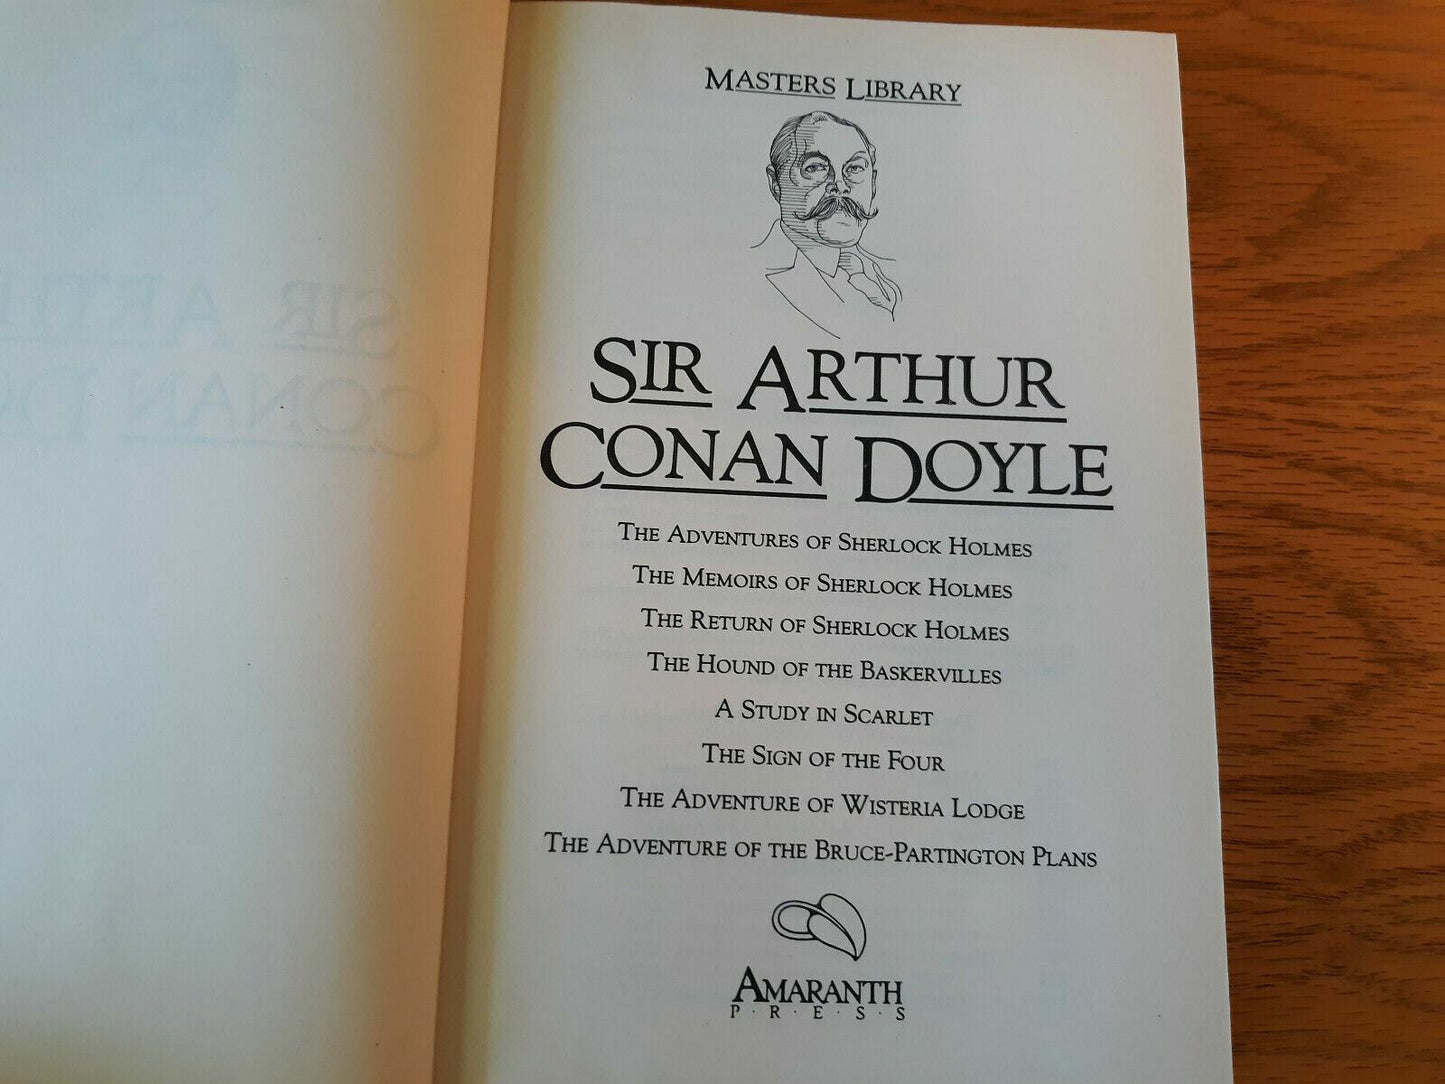 MASTERS LIBRARY
SIR ARTHUR
CONAN DOYLE
THE ADVENTURES OF SHERLOCK HOLMES
THE MEMOIRS OF SHERLOCK HOLMES
THE RETURN OF SHERLOCK HOLMES
THE HOUND OF THE BASKERVILLES
A STUDY IN SCARLET
THE SIGN OF THE FOUR
THE ADVENTURE OF WISTERIA LODGE
THE ADVENTURE OF THE BRUCE-PARTINGTON PLANS
AMARANTH
P·R·E·S·S